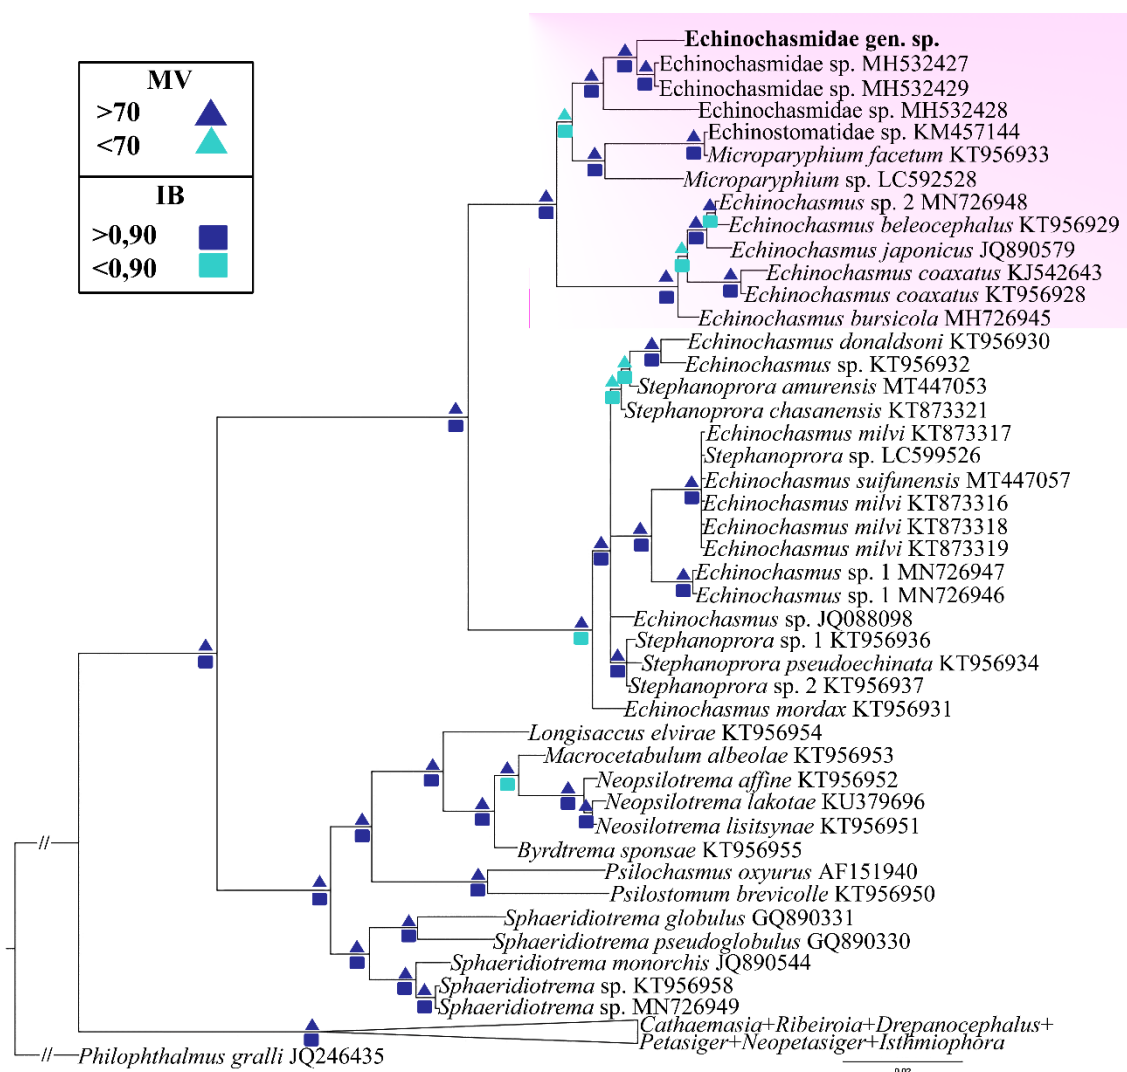 MV
>70
<70
IB
>0,90
<0,90
Echinochasmidae gen. sp.
Echinochasmidae sp. MH532427
Echinochasmidae sp. MH532429
Echinochasmidae sp. MH532428
Echinostomatidae sp. KM457144
Microparyphium facetum KT956933
Microparyphium sp. LC592528
Echinochasmus sp. 2 MN726948
Echinochasmus beleocephalus KT956929
Echinochasmus japonicus JQ890579
Echinochasmus coaxatus KJ542643
Echinochasmus coaxatus KT956928
Echinochasmus bursicola MH726945
Echinochasmus donaldsoni KT956930
Echinochasmus sp. KT956932
Stephanoprora amurensis MT447053
Stephanoprora chasanensis KT873321
Echinochasmus milvi KT873317
Stephanoprora sp. LC599526
Echinochasmus suifunensis MT447057
Echinochasmus milvi KT873316
Echinochasmus milvi KT873318
Echinochasmus milvi KT873319
Echinochasmus sp. 1 MN726947
Echinochasmus sp. 1 MN726946
Echinochasmus sp. JQ088098
Stephanoprora sp. 1 KT956936
Stephanoprora pseudoechinata KT956934
Stephanoprora sp. 2 KT956937
Echinochasmus mordax KT956931
Longisaccus elvirae KT956954
Macrocetabulum albeolae KT956953
Neopsilotrema affine KT956952
Neopsilotrema lakotae KU379696
Neosilotrema lisitsynae KT956951
Byrdtrema sponsae KT956955
Psilochasmus oxyurus AF151940
Psilostomum brevicolle KT956950
Sphaeridiotrema globulus GQ890331
Sphaeridiotrema pseudoglobulus GQ890330
Sphaeridiotrema monorchis JQ890544
Sphaeridiotrema sp. KT956958
Sphaeridiotrema sp. MN726949
Cathaemasia+Ribeiroia+Drepanocephalus+
Petasiger+Neopetasiger+Isthmiophora
Philophthalmus gralli JQ246435